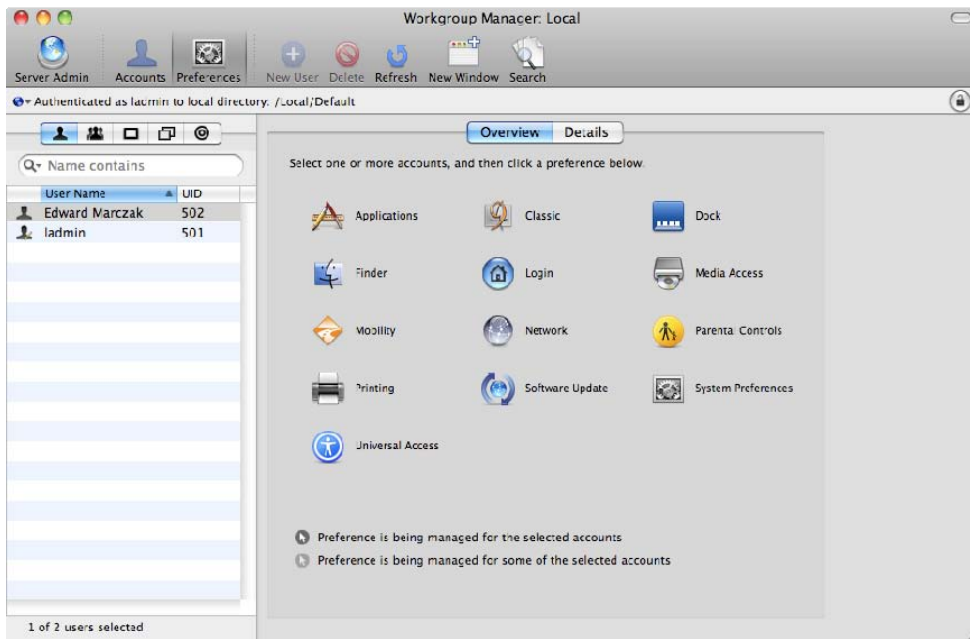 Workgroup Manager: Local
Server Admin Accounts Preferences New User Delete Refresh New Window Search
Authenticated as ladmin to local directory: /Local/Default
Overview Details
Name contains
Select one or more accounts, and then click a preference below.
User Name UID
Edward Marczak 502
ladmin 501
Applications Classic Dock
Finder Login Media Access
Mobility Network Parental Controls
Printing Software Update System Preferences
Universal Access
Preference is being managed for the selected accounts
Preference is being managed for some of the selected accounts
1 of 2 users selected